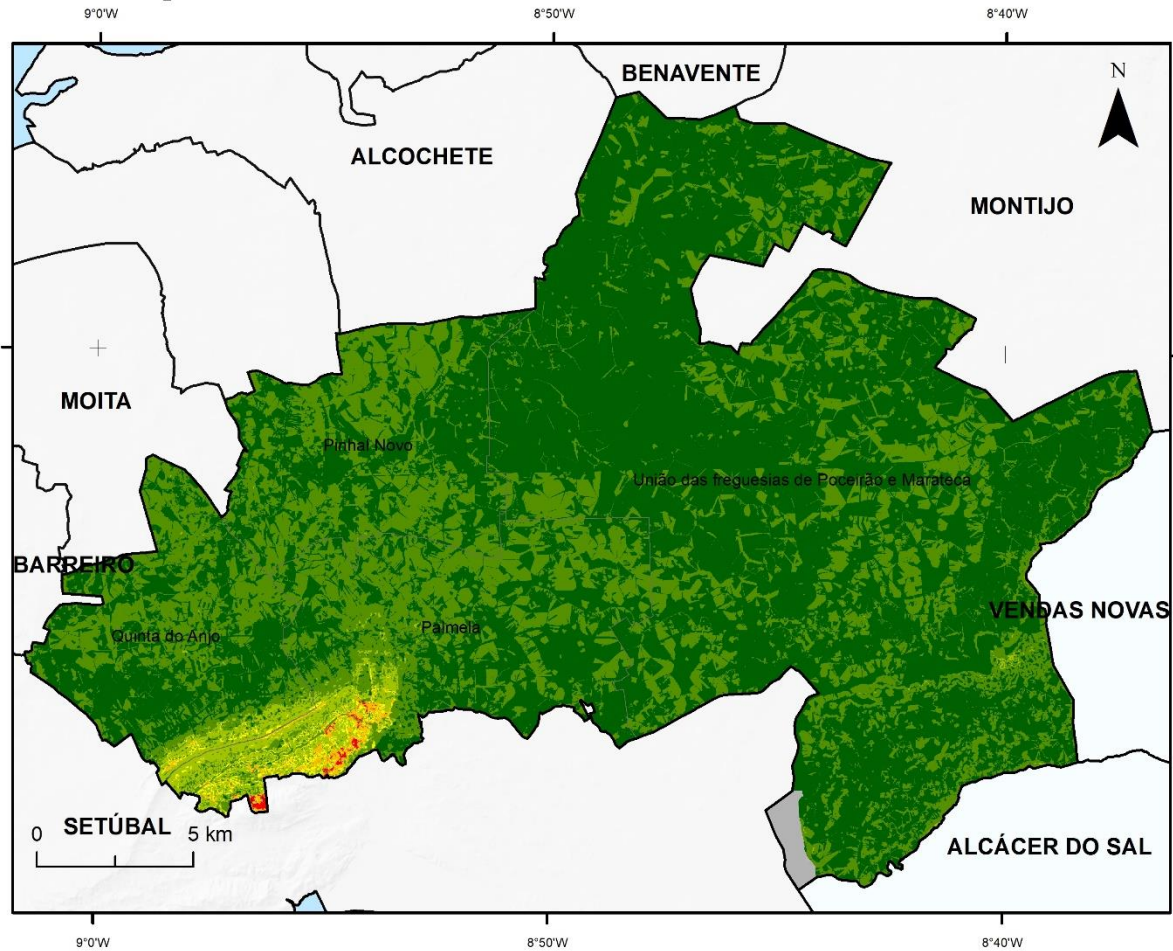 9°0'W
8°50'W
8°40'W
BENAVENTE
N
ALCOCHETE
MONTIJO
MOITA
Pinhal Novo
União das freguesias de Poceirão e Marateca
BARREIRO
VENDAS NOVAS
Quinta do Anjo
Palmela
0
SETÚBAL
5 km
ALCÁCER DO SAL
9°0'W
8°50'W
8°40'W